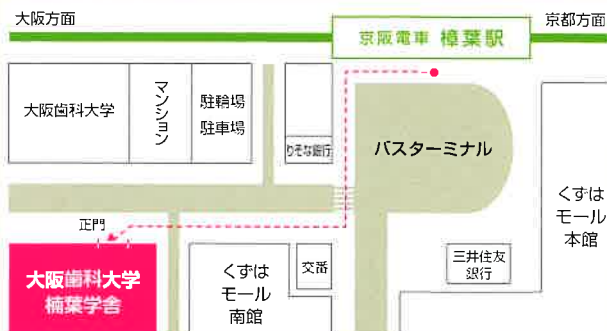 大阪方面
京都方面
京阪電車 樟葉駅
大阪歯科大学
マンション
駐輪場
駐車場
りそな銀行
バスターミナル
くずは
モール
本館
正門
大阪歯科大学
楠葉学舎
くずは
モール
南館
交番
三井住友
銀行